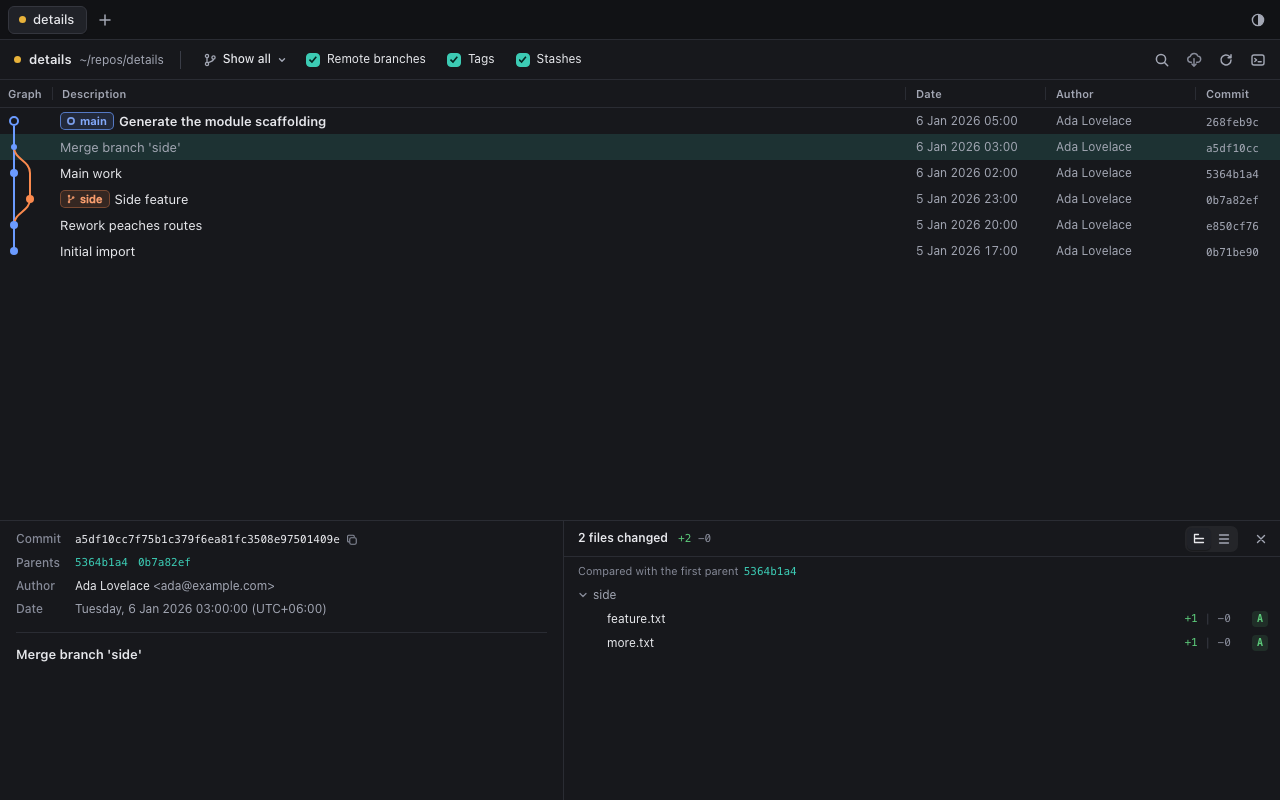 details
details ~/repos/details Show all Remote branches Tags Stashes
Graph Description Date Author Commit
main Generate the module scaffolding 6 Jan 2026 05:00 Ada Lovelace 268feb9c
Merge branch 'side' 6 Jan 2026 03:00 Ada Lovelace a5df10cc
Main work 6 Jan 2026 02:00 Ada Lovelace 5364b1a4
side Side feature 5 Jan 2026 23:00 Ada Lovelace 0b7a82ef
Rework peaches routes 5 Jan 2026 20:00 Ada Lovelace e850cf76
Initial import 5 Jan 2026 17:00 Ada Lovelace 0b71be90
Commit a5df10cc7f75b1c379f6ea81fc3508e97501409e
Parents 5364b1a4 0b7a82ef
Author Ada Lovelace <ada@example.com>
Date Tuesday, 6 Jan 2026 03:00:00 (UTC+06:00)
Merge branch 'side'
2 files changed +2 −0
Compared with the first parent 5364b1a4
side
feature.txt +1 | −0 A
more.txt +1 | −0 A